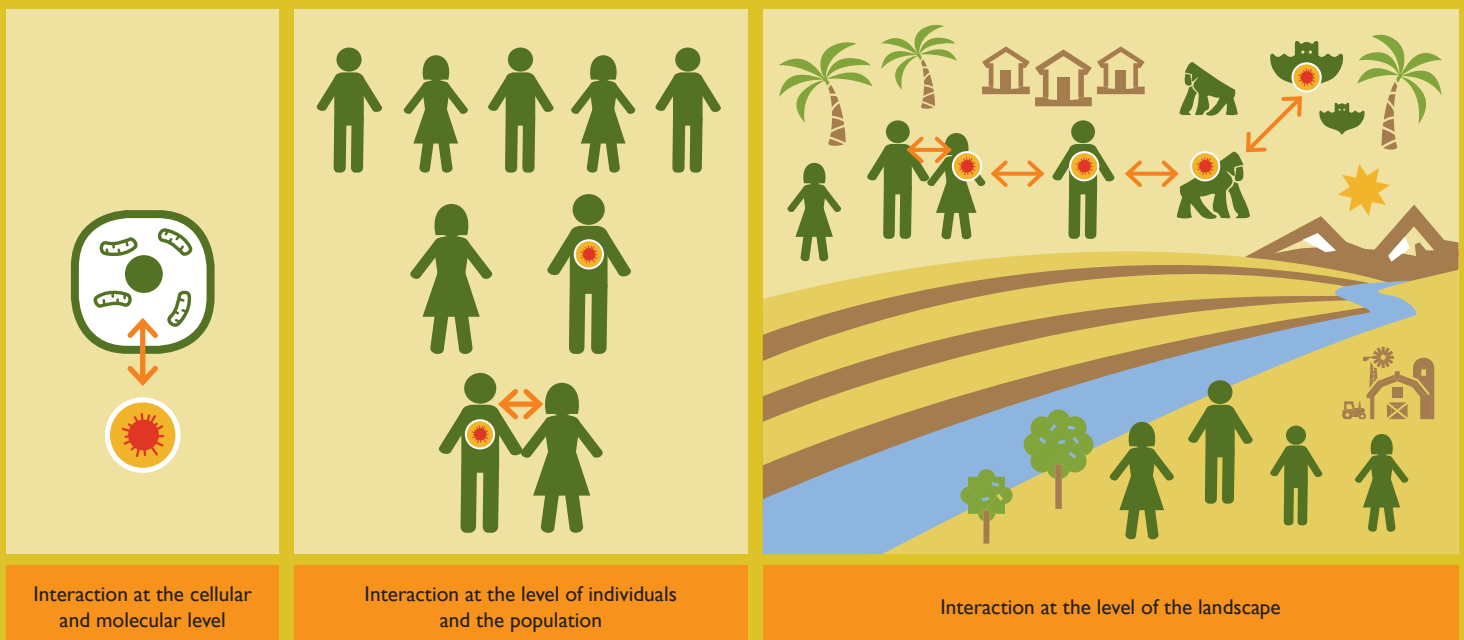 Interaction at the cellular
and molecular level
Interaction at the level of individuals
and the population
Interaction at the level of the landscape